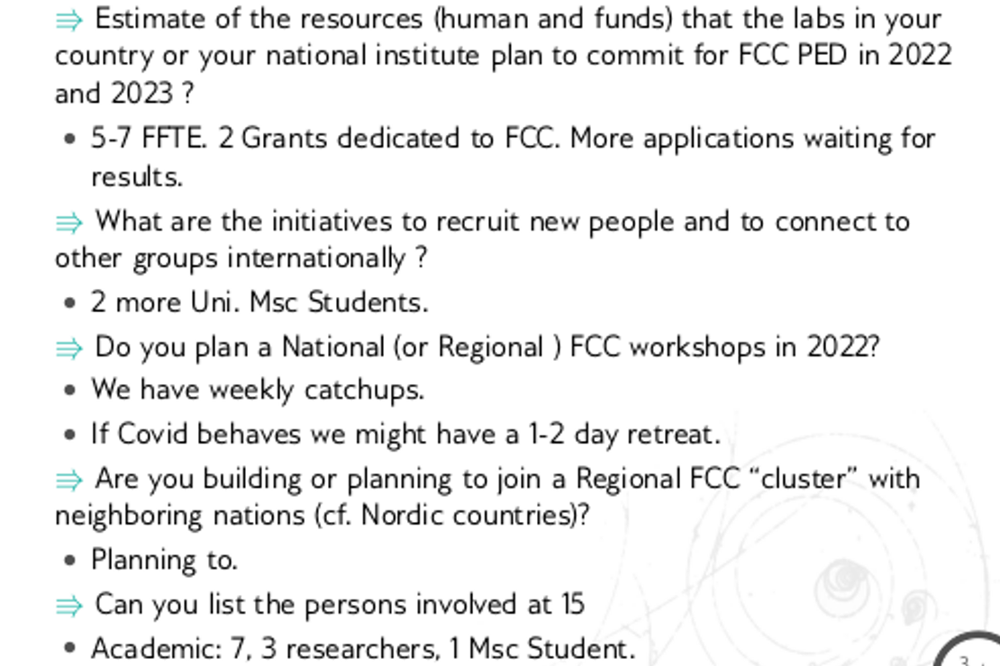 ⇒ Estimate of the resources (human and funds) that the labs in your
country or your national institute plan to commit for FCC PED in 2022
and 2023 ?
• 5-7 FFTE. 2 Grants dedicated to FCC. More applications waiting for
results.
⇒ What are the initiatives to recruit new people and to connect to
other groups internationally ?
• 2 more Uni. Msc Students.
⇒ Do you plan a National (or Regional ) FCC workshops in 2022?
• We have weekly catchups.
• If Covid behaves we might have a 1-2 day retreat.
⇒ Are you building or planning to join a Regional FCC “cluster” with
neighboring nations (cf. Nordic countries)?
• Planning to.
⇒ Can you list the persons involved at 15
• Academic: 7, 3 researchers, 1 Msc Student.
3